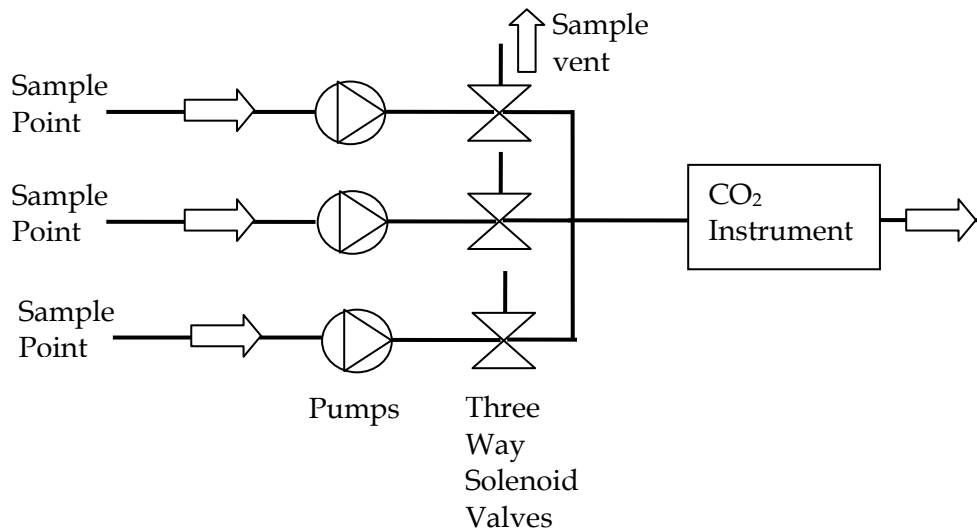 Sample
vent
Sample
Point
Sample
Point
CO₂
Instrument
Sample
Point
Pumps
Three
Way
Solenoid
Valves